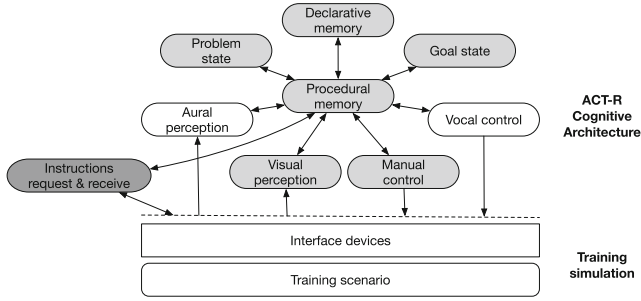 Declarative
memory
Problem
state
Goal state
Procedural
memory
Aural
perception
Vocal control
ACT-R
Cognitive
Architecture
Instructions
request & receive
Visual
perception
Manual
control
Interface devices
Training
simulation
Training scenario